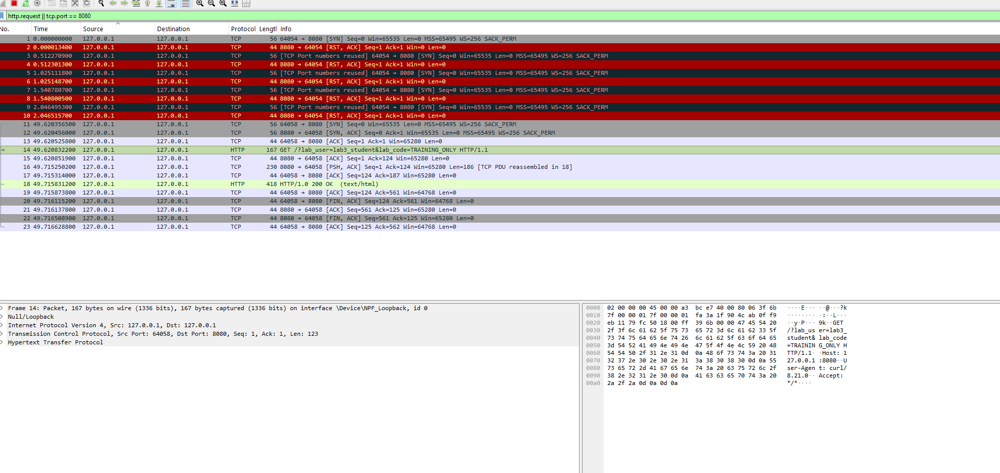 http.request || tcp.port == 8080
No. Time Source Destination Protocol Lengtl Info
1 0.000000000 127.0.0.1 127.0.0.1 TCP 56 64054 → 8080 [SYN] Seq=0 Win=65535 Len=0 MSS=65495 WS=256 SACK_PERM
2 0.000013400 127.0.0.1 127.0.0.1 TCP 44 8080 → 64054 [RST, ACK] Seq=1 Ack=1 Win=0 Len=0
3 0.512270900 127.0.0.1 127.0.0.1 TCP 56 [TCP Port numbers reused] 64054 → 8080 [SYN] Seq=0 Win=65535 Len=0 MSS=65495 WS=256 SACK_PERM
4 0.512301300 127.0.0.1 127.0.0.1 TCP 44 8080 → 64054 [RST, ACK] Seq=1 Ack=1 Win=0 Len=0
5 1.025111800 127.0.0.1 127.0.0.1 TCP 56 [TCP Port numbers reused] 64054 → 8080 [SYN] Seq=0 Win=65535 Len=0 MSS=65495 WS=256 SACK_PERM
6 1.025148700 127.0.0.1 127.0.0.1 TCP 44 8080 → 64054 [RST, ACK] Seq=1 Ack=1 Win=0 Len=0
7 1.540780700 127.0.0.1 127.0.0.1 TCP 56 [TCP Port numbers reused] 64054 → 8080 [SYN] Seq=0 Win=65535 Len=0 MSS=65495 WS=256 SACK_PERM
8 1.540800500 127.0.0.1 127.0.0.1 TCP 44 8080 → 64054 [RST, ACK] Seq=1 Ack=1 Win=0 Len=0
9 2.046495300 127.0.0.1 127.0.0.1 TCP 56 [TCP Port numbers reused] 64054 → 8080 [SYN] Seq=0 Win=65535 Len=0 MSS=65495 WS=256 SACK_PERM
10 2.046515700 127.0.0.1 127.0.0.1 TCP 44 8080 → 64054 [RST, ACK] Seq=1 Ack=1 Win=0 Len=0
11 49.620356500 127.0.0.1 127.0.0.1 TCP 56 64058 → 8080 [SYN] Seq=0 Win=65535 Len=0 MSS=65495 WS=256 SACK_PERM
12 49.620456000 127.0.0.1 127.0.0.1 TCP 56 8080 → 64058 [SYN, ACK] Seq=0 Ack=1 Win=65535 Len=0 MSS=65495 WS=256 SACK_PERM
13 49.620525800 127.0.0.1 127.0.0.1 TCP 44 64058 → 8080 [ACK] Seq=1 Ack=1 Win=65280 Len=0
14 49.620832200 127.0.0.1 127.0.0.1 HTTP 167 GET /?lab_user=lab3_student&lab_code=TRAINING_ONLY HTTP/1.1
15 49.620851900 127.0.0.1 127.0.0.1 TCP 44 8080 → 64058 [ACK] Seq=1 Ack=124 Win=65280 Len=0
16 49.715250200 127.0.0.1 127.0.0.1 TCP 230 8080 → 64058 [PSH, ACK] Seq=1 Ack=124 Win=65280 Len=186 [TCP PDU reassembled in 18]
17 49.715314000 127.0.0.1 127.0.0.1 TCP 44 64058 → 8080 [ACK] Seq=124 Ack=187 Win=65280 Len=0
18 49.715831200 127.0.0.1 127.0.0.1 HTTP 418 HTTP/1.0 200 OK (text/html)
19 49.715873800 127.0.0.1 127.0.0.1 TCP 44 64058 → 8080 [ACK] Seq=124 Ack=561 Win=64768 Len=0
20 49.716115200 127.0.0.1 127.0.0.1 TCP 44 64058 → 8080 [FIN, ACK] Seq=124 Ack=561 Win=64768 Len=0
21 49.716137800 127.0.0.1 127.0.0.1 TCP 44 8080 → 64058 [ACK] Seq=561 Ack=125 Win=65280 Len=0
22 49.716508900 127.0.0.1 127.0.0.1 TCP 44 8080 → 64058 [FIN, ACK] Seq=561 Ack=125 Win=65280 Len=0
23 49.716628800 127.0.0.1 127.0.0.1 TCP 44 64058 → 8080 [ACK] Seq=125 Ack=562 Win=64768 Len=0
Frame 14: Packet, 167 bytes on wire (1336 bits), 167 bytes captured (1336 bits) on interface \Device\NPF_Loopback, id 0
Null/Loopback
Internet Protocol Version 4, Src: 127.0.0.1, Dst: 127.0.0.1
Transmission Control Protocol, Src Port: 64058, Dst Port: 8080, Seq: 1, Ack: 1, Len: 123
Hypertext Transfer Protocol
0000 02 00 00 00 45 00 00 a3 bc e7 40 00 80 06 3f 6b ····E··· ··@···?k
0010 7f 00 00 01 7f 00 00 01 fa 3a 1f 90 4c ab 0f f9 ········ ·:··L···
0020 eb 11 79 fc 50 18 00 ff 39 6b 00 00 47 45 54 20 ··y·P··· 9k··GET
0030 2f 3f 6c 61 62 5f 75 73 65 72 3d 6c 61 62 33 5f /?lab_us er=lab3_
0040 73 74 75 64 65 6e 74 26 6c 61 62 5f 63 6f 64 65 student& lab_code
0050 3d 54 52 41 49 4e 49 4e 47 5f 4f 4e 4c 59 20 48 =TRAININ G_ONLY H
0060 54 54 50 2f 31 2e 31 0d 0a 48 6f 73 74 3a 20 31 TTP/1.1· ·Host: 1
0070 32 37 2e 30 2e 30 2e 31 3a 38 30 38 30 0d 0a 55 27.0.0.1 :8080··U
0080 73 65 72 2d 41 67 65 6e 74 3a 20 63 75 72 6c 2f ser-Agen t: curl/
0090 38 2e 32 31 2e 30 0d 0a 41 63 63 65 70 74 3a 20 8.21.0·· Accept:
00a0 2a 2f 2a 0d 0a 0d 0a */*····